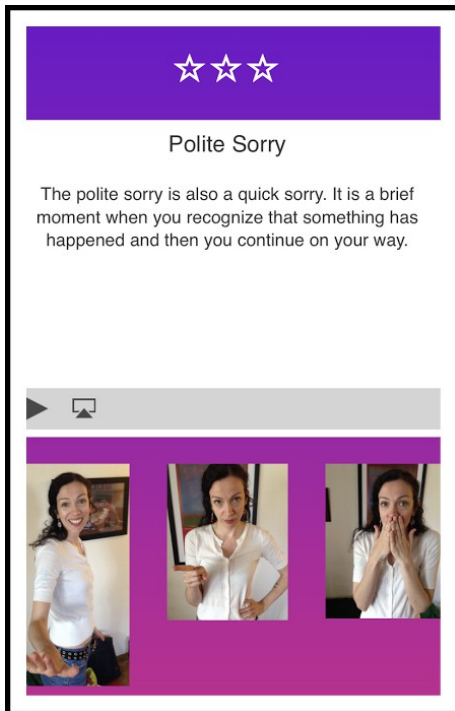 Polite Sorry
The polite sorry is also a quick sorry. It is a brief
moment when you recognize that something has
happened and then you continue on your way.